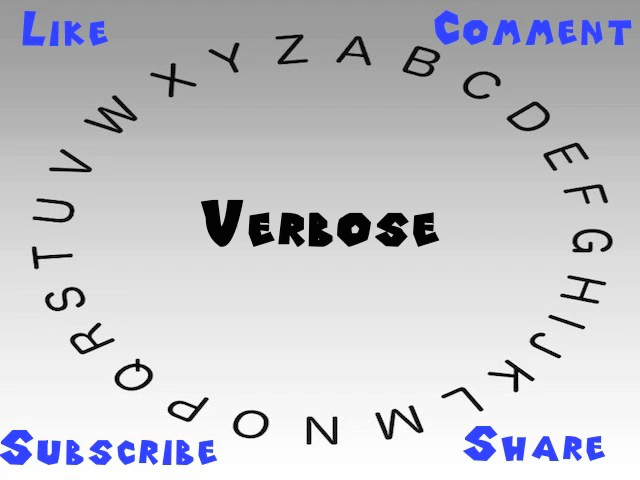 Like
Comment
A B C D E F G H I J K L M N O P Q R S T U V W X Y Z
Verbose
Subscribe
Share